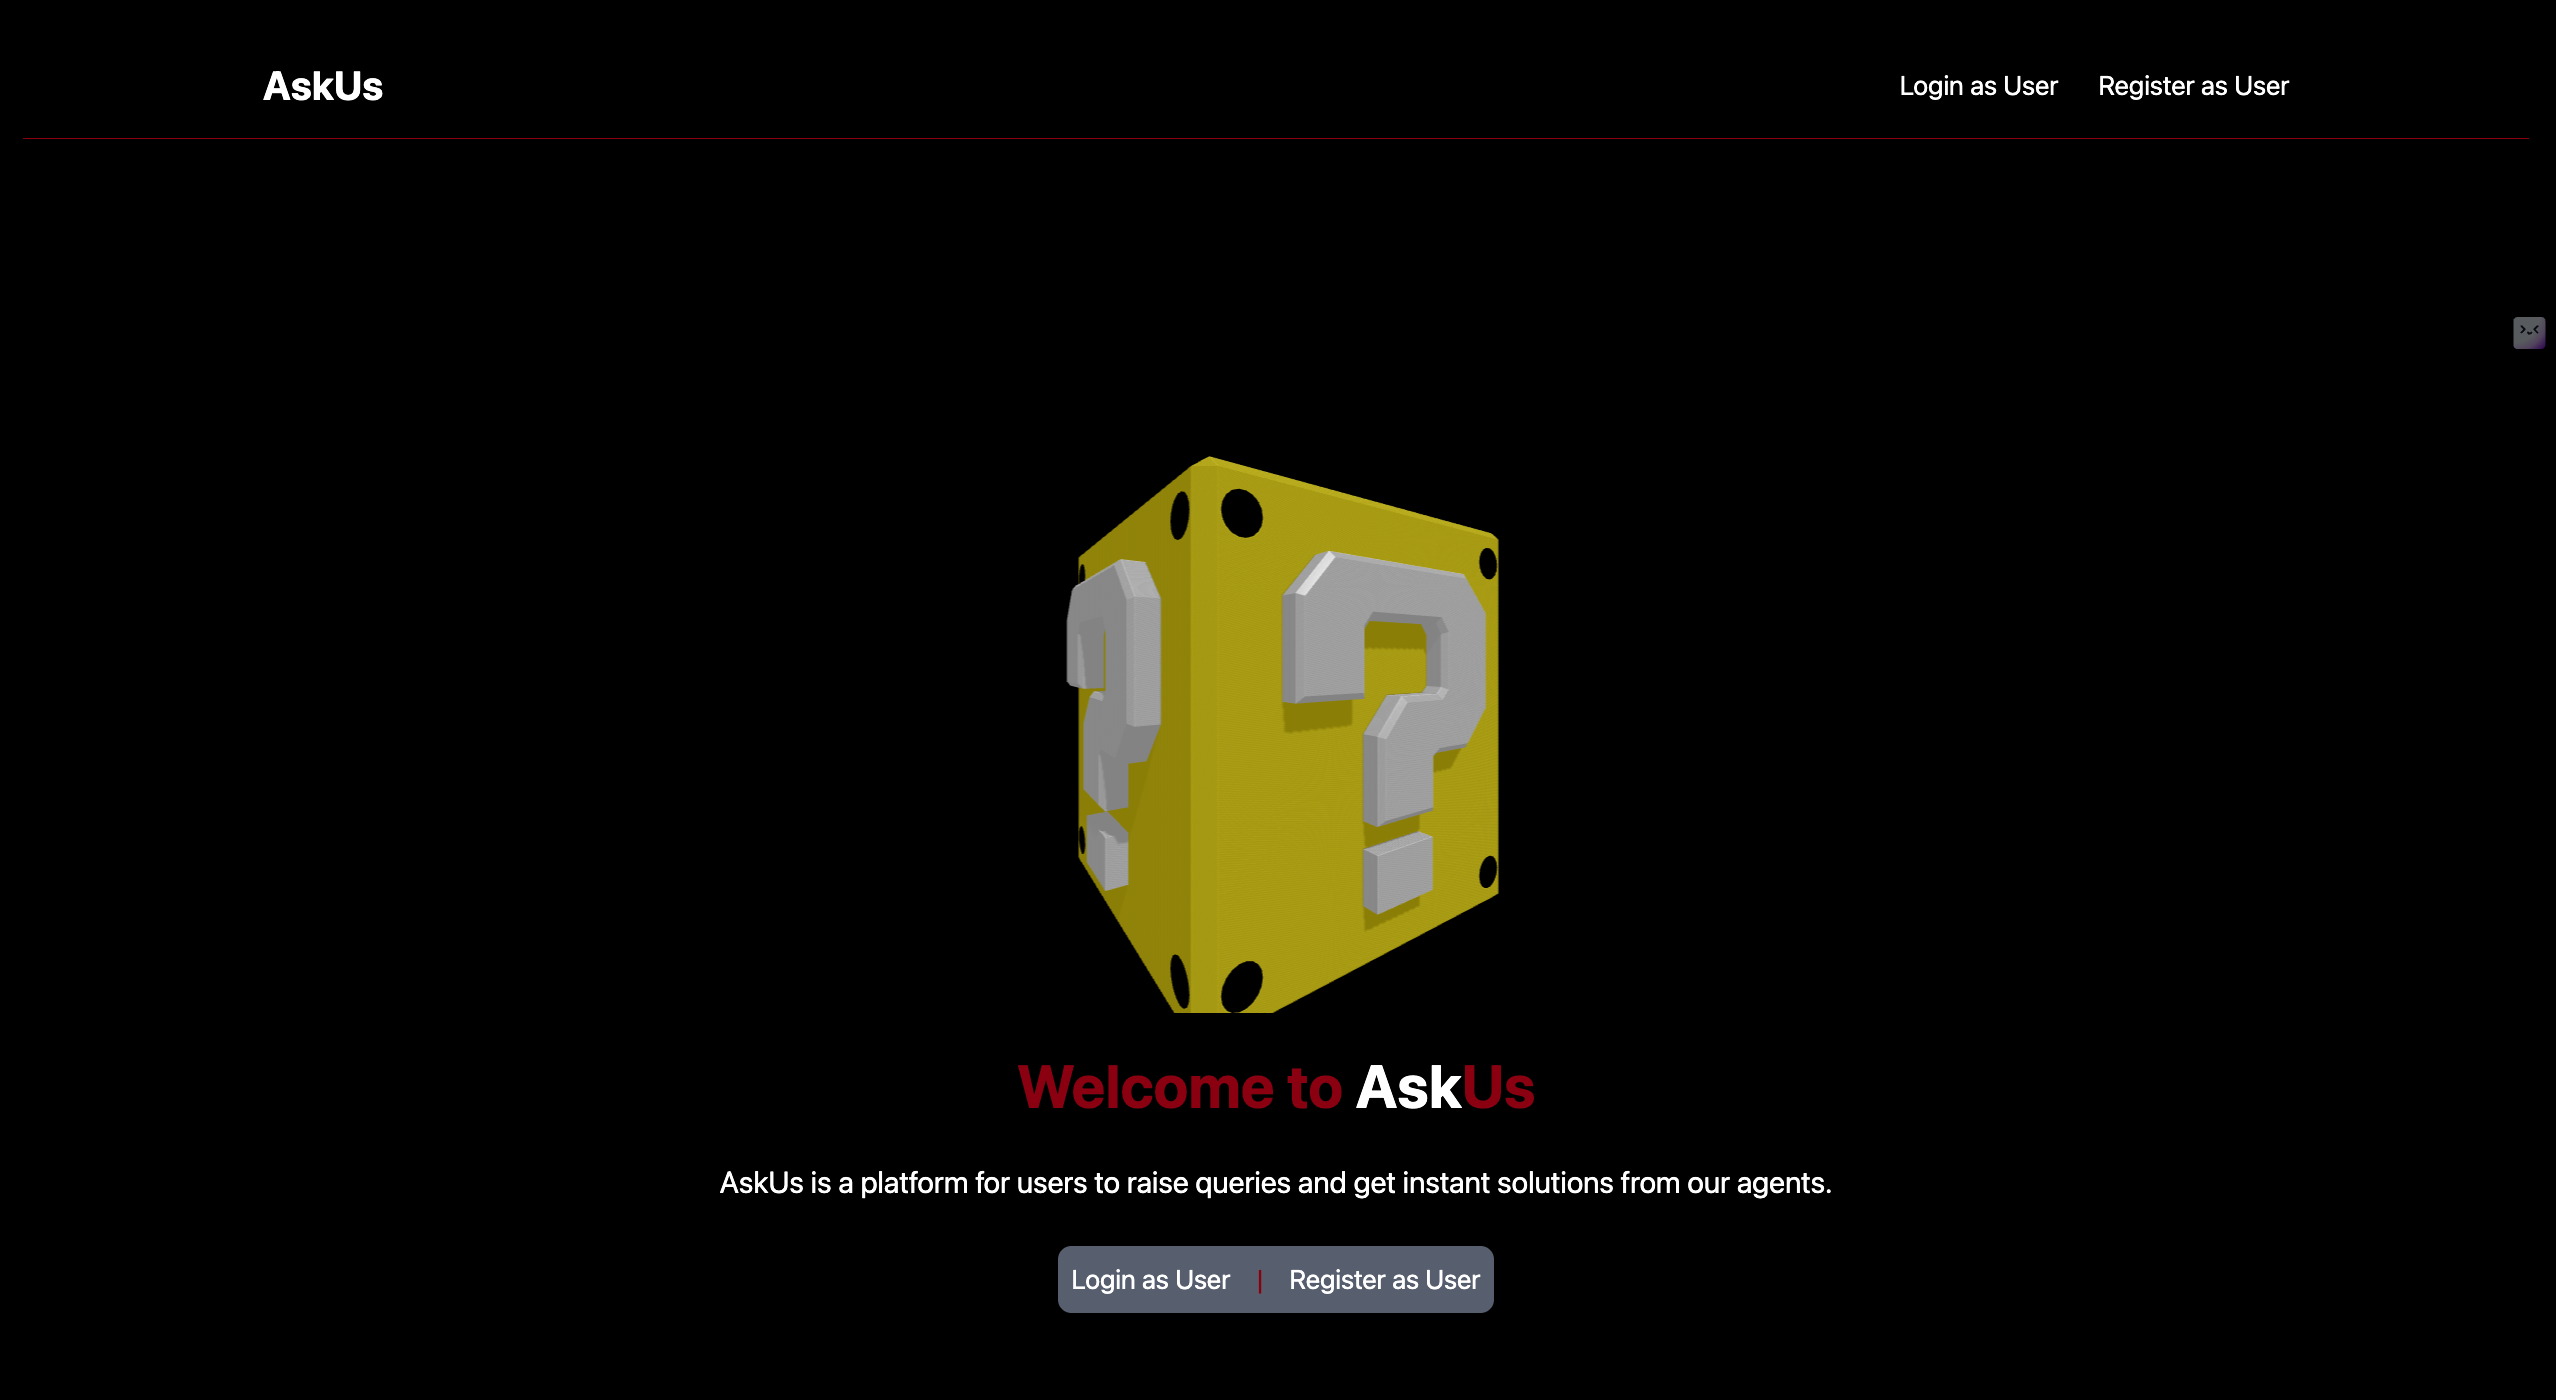 AskUs
Login as User Register as User
? ?
Welcome to AskUs
AskUs is a platform for users to raise queries and get instant solutions from our agents.
Login as User | Register as User